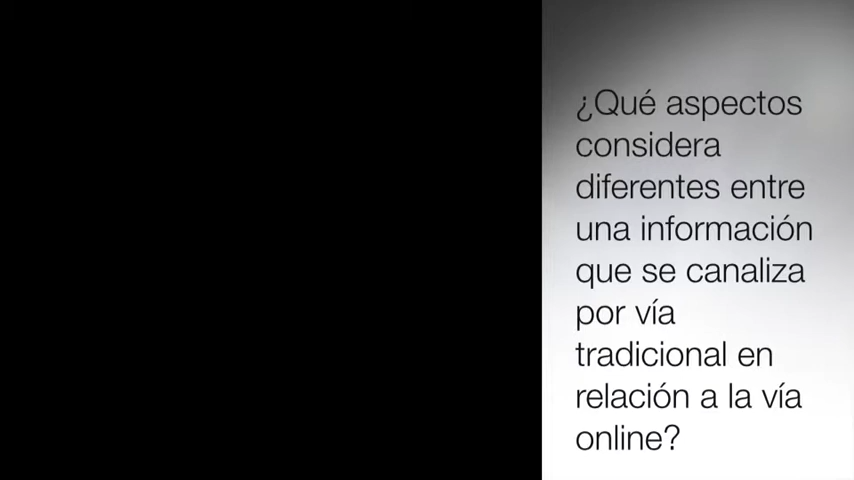 ¿Qué aspectos
considera
diferentes entre
una información
que se canaliza
por vía
tradicional en
relación a la vía
online?